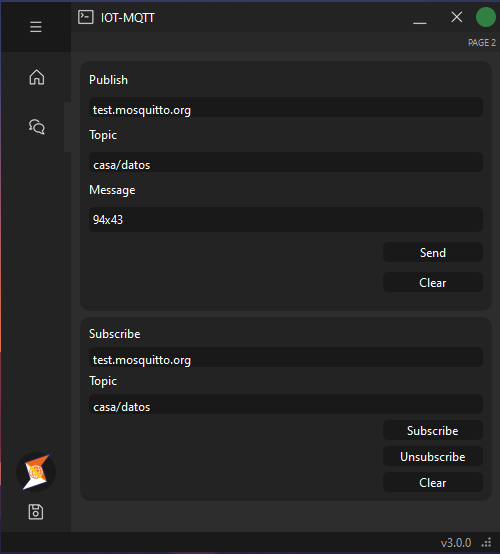 IOT-MQTT
PAGE 2
Publish
test.mosquitto.org
Topic
casa/datos
Message
94x43
Send
Clear
Subscribe
test.mosquitto.org
Topic
casa/datos
Subscribe
Unsubscribe
Clear
v3.0.0